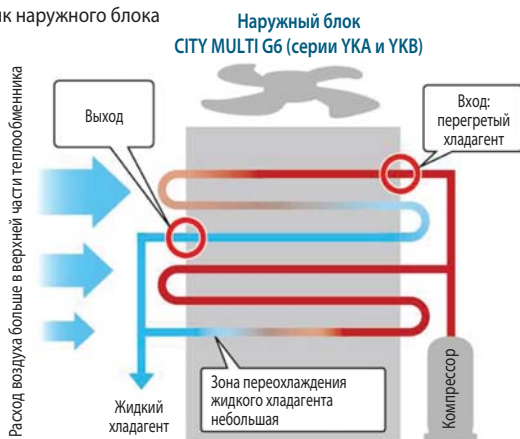 ик наружного блока
Наружный блок
CITY MULTI G6 (серии YKA и YKB)
Расход воздуха больше в верхней части теплообменника
Выход
Вход:
перегретый
хладагент
Зона переохлаждения
жидкого хладагента
небольшая
Жидкий
хладагент
Компрессор